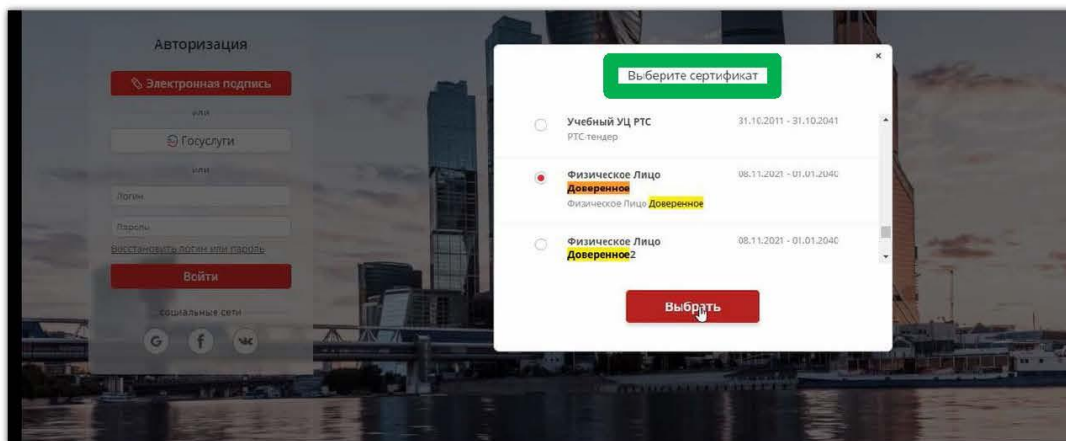 Авторизация
Электронная подпись
или
Госуслуги
или
Логин
Пароль
Восстановить логин или пароль
Войти
социальные сети
G f
Выберите сертификат
×
Учебный УЦ РТС 31.10.2011 - 31.10.2041
РТС-тендер
Физическое Лицо 08.11.2021 - 01.01.2040
Доверенное
Физическое Лицо Доверенное
Физическое Лицо 08.11.2021 - 01.01.2040
Доверенное2
Выбрать